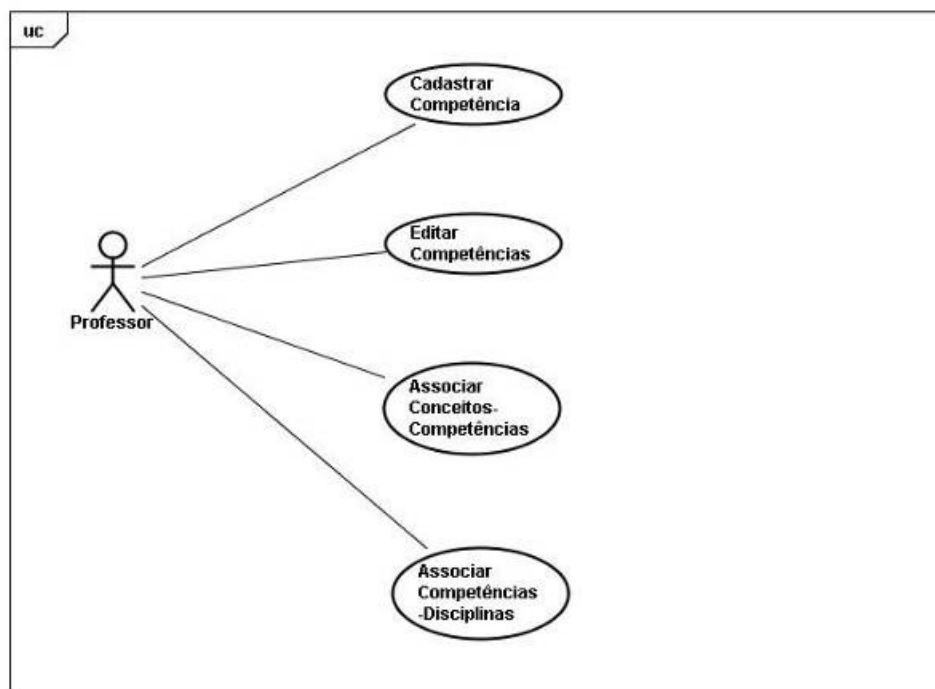 uc
Cadastrar
Competência
Editar
Competências
Professor
Associar
Conceitos-
Competências
Associar
Competências
-Disciplinas